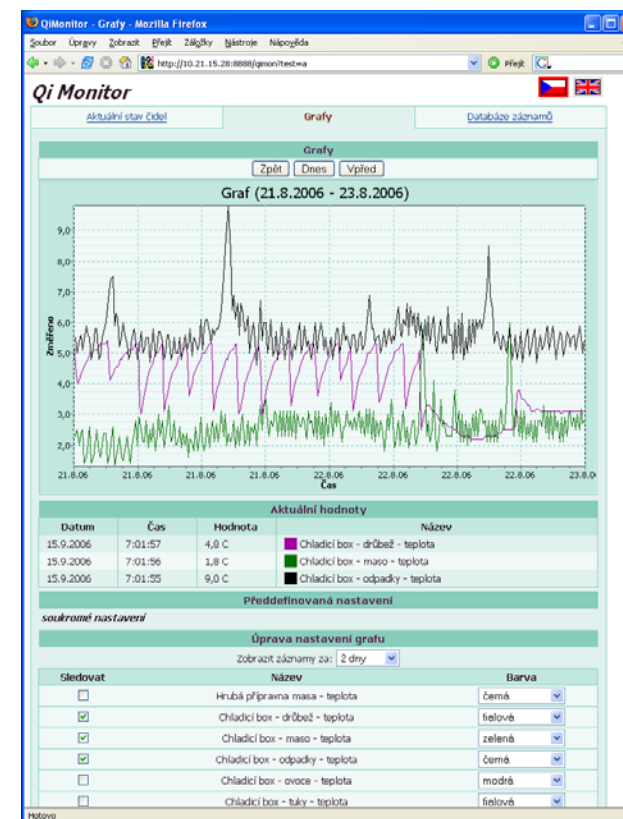 QiMonitor - Grafy - Mozilla Firefox
Soubor Úpravy Zobrazit Přejít Záložky Nástroje Nápověda
http://10.21.15.28:8888/qimon?test=a Přejít
Qi Monitor
Aktuální stav čidel Grafy Databáze záznamů
Grafy
Zpět Dnes Vpřed
Graf (21.8.2006 - 23.8.2006)
9,0
8,0
7,0
6,0
5,0
4,0
3,0
2,0
Změřeno
21.8.06 21.8.06 21.8.06 21.8.06 22.8.06 22.8.06 22.8.06 22.8.06 23.8.0
Čas
Aktuální hodnoty
Datum Čas Hodnota Název
15.9.2006 7:01:57 4,8 C Chladicí box - drůbež - teplota
15.9.2006 7:01:56 1,8 C Chladicí box - maso - teplota
15.9.2006 7:01:55 9,0 C Chladicí box - odpadky - teplota
Předdefinovaná nastavení
soukromé nastavení
Úprava nastavení grafu
Zobrazit záznamy za: 2 dny
Sledovat Název Barva
Hrubá přípravna masa - teplota černá
Chladicí box - drůbež - teplota fialová
Chladicí box - maso - teplota zelená
Chladicí box - odpadky - teplota černá
Chladicí box - ovoce - teplota modrá
Chladicí box - tuky - teplota fialová
Hotovo